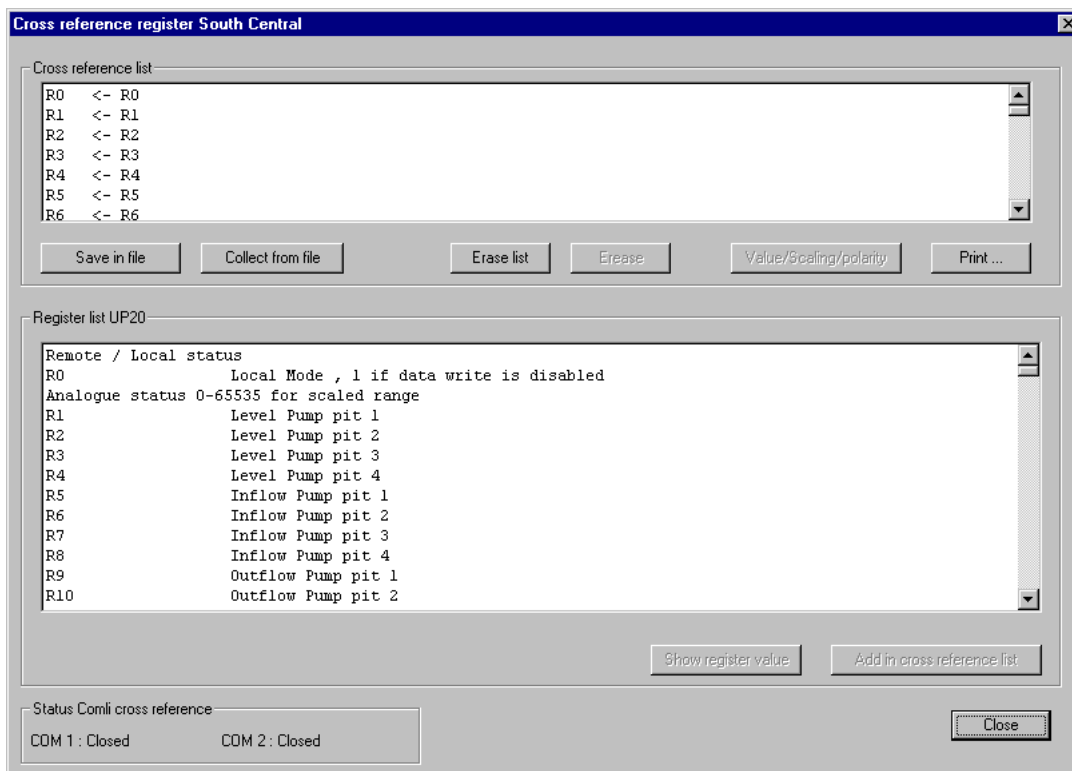 Cross reference register South Central
Cross reference list
R0 <- R0
R1 <- R1
R2 <- R2
R3 <- R3
R4 <- R4
R5 <- R5
R6 <- R6
Save in file Collect from file Erase list Erease Value/Scaling/polarity Print ...
Register list UP20
Remote / Local status
R0 Local Mode , 1 if data write is disabled
Analogue status 0-65535 for scaled range
R1 Level Pump pit 1
R2 Level Pump pit 2
R3 Level Pump pit 3
R4 Level Pump pit 4
R5 Inflow Pump pit 1
R6 Inflow Pump pit 2
R7 Inflow Pump pit 3
R8 Inflow Pump pit 4
R9 Outflow Pump pit 1
R10 Outflow Pump pit 2
Show register value Add in cross reference list
Status Comli cross reference
COM 1 : Closed COM 2 : Closed
Close